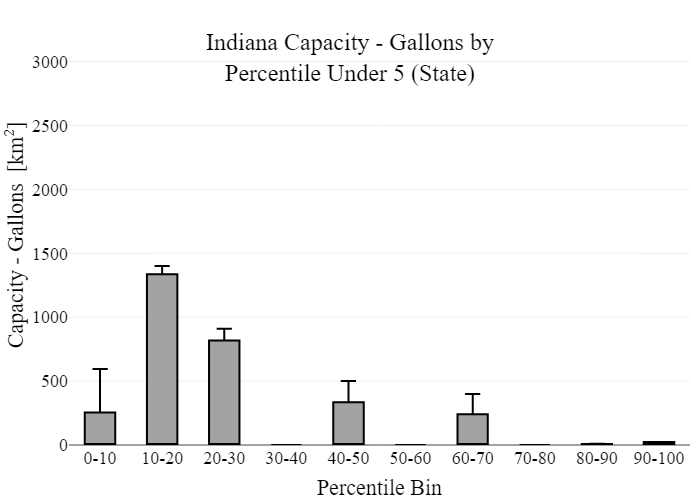 Indiana Capacity - Gallons by
Percentile Under 5 (State)
Capacity - Gallons [km²]
3000
2500
2000
1500
1000
500
0
0-10 10-20 20-30 30-40 40-50 50-60 60-70 70-80 80-90 90-100
Percentile Bin